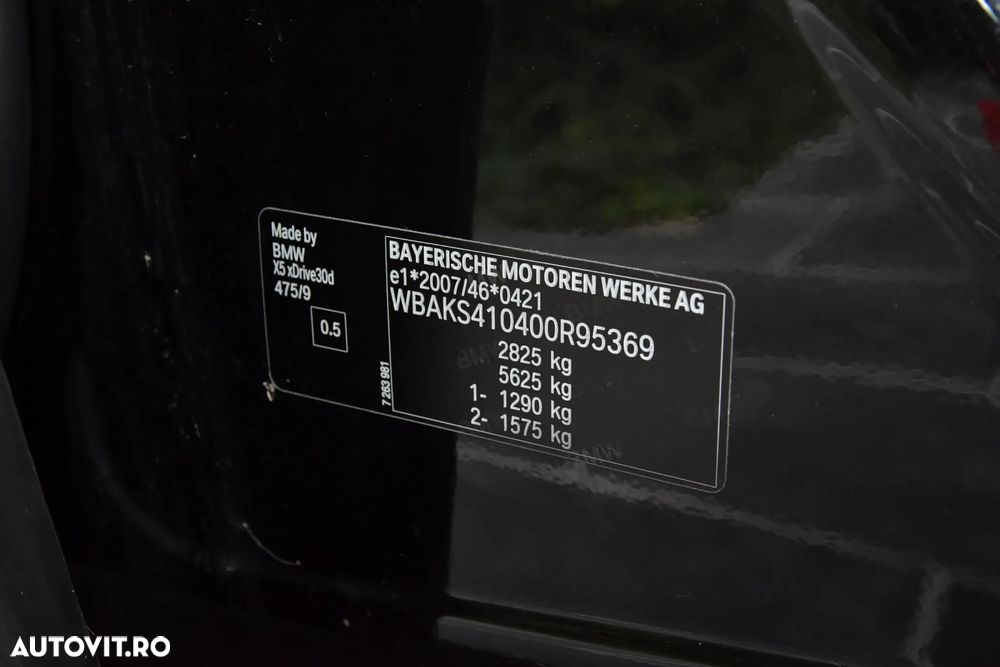 Made by
BMW
X5 xDrive30d
475/9
0.5
7 263 981
BAYERISCHE MOTOREN WERKE AG
e1*2007/46*0421
WBAKS410400R95369
2825 kg
5625 kg
1- 1290 kg
2- 1575 kg
AUTOVIT.RO